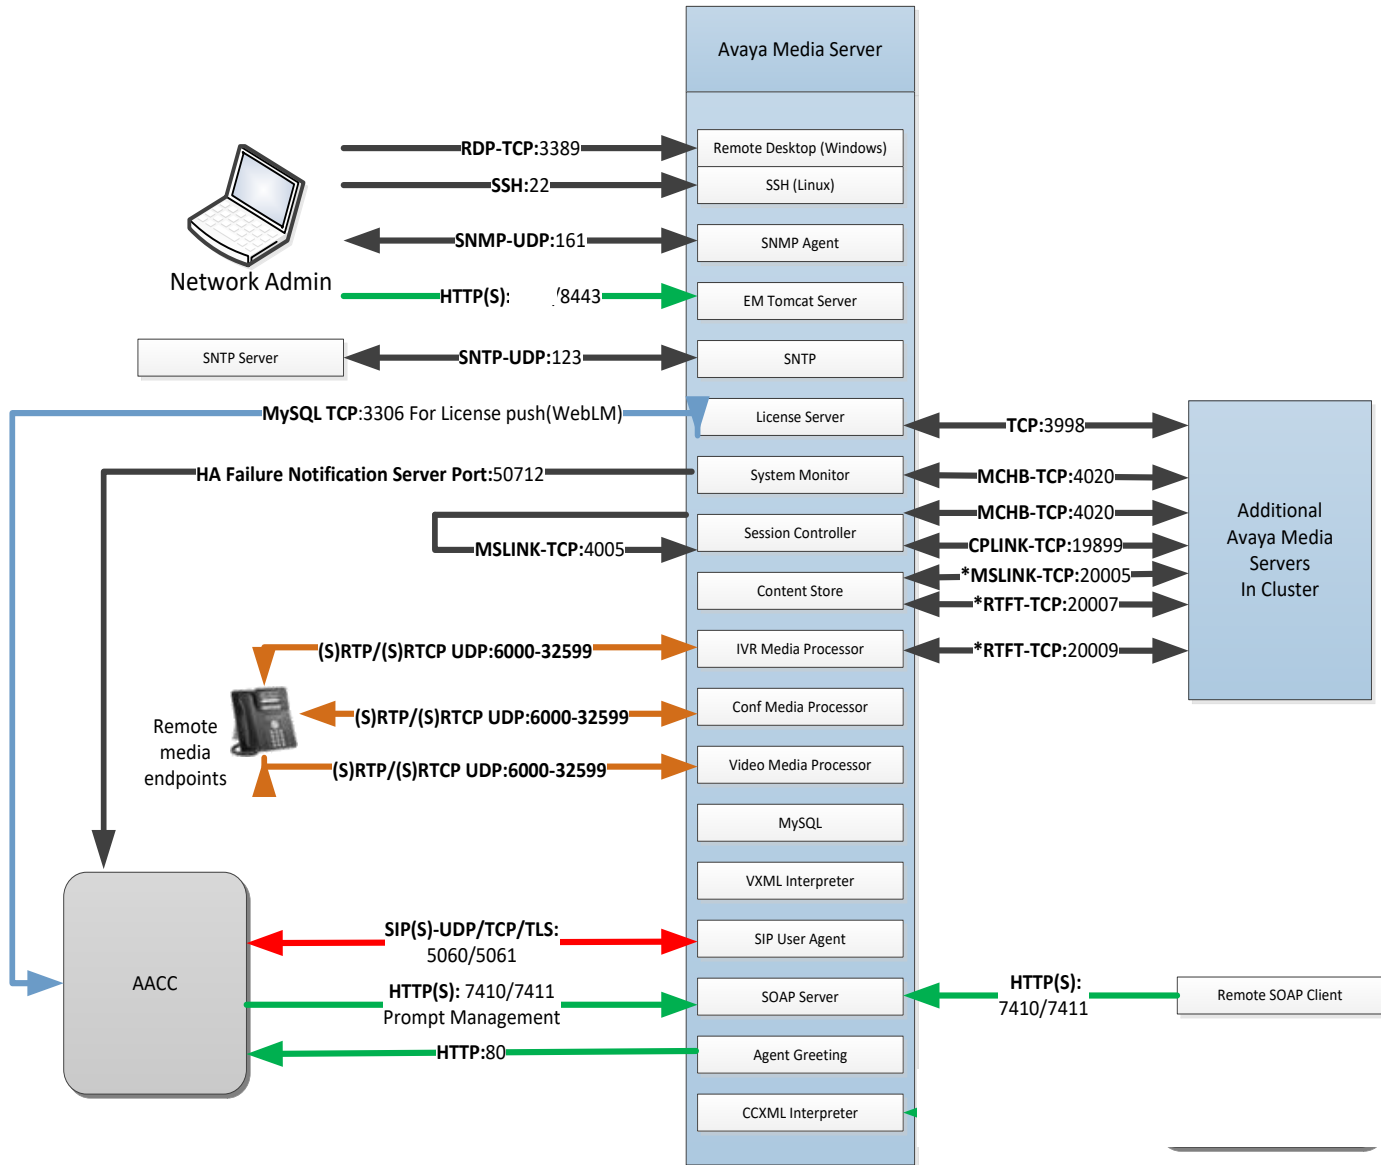 Avaya Media Server
RDP-TCP:3389
Remote Desktop (Windows)
SSH:22
SSH (Linux)
SNMP-UDP:161
SNMP Agent
Network Admin
HTTP(S): /8443
EM Tomcat Server
SNTP Server
SNTP-UDP:123
SNTP
MySQL TCP:3306 For License push(WebLM)
License Server
TCP:3998
HA Failure Notification Server Port:50712
System Monitor
MCHB-TCP:4020
MCHB-TCP:4020
MSLINK-TCP:4005
Session Controller
CPLINK-TCP:19899
*MSLINK-TCP:20005
Content Store
*RTFT-TCP:20007
Additional
Avaya Media
Servers
In Cluster
(S)RTP/(S)RTCP UDP:6000-32599
IVR Media Processor
*RTFT-TCP:20009
Remote
media
endpoints
(S)RTP/(S)RTCP UDP:6000-32599
Conf Media Processor
(S)RTP/(S)RTCP UDP:6000-32599
Video Media Processor
MySQL
VXML Interpreter
AACC
SIP(S)-UDP/TCP/TLS:
5060/5061
SIP User Agent
HTTP(S): 7410/7411
Prompt Management
SOAP Server
HTTP(S):
7410/7411
Remote SOAP Client
HTTP:80
Agent Greeting
CCXML Interpreter